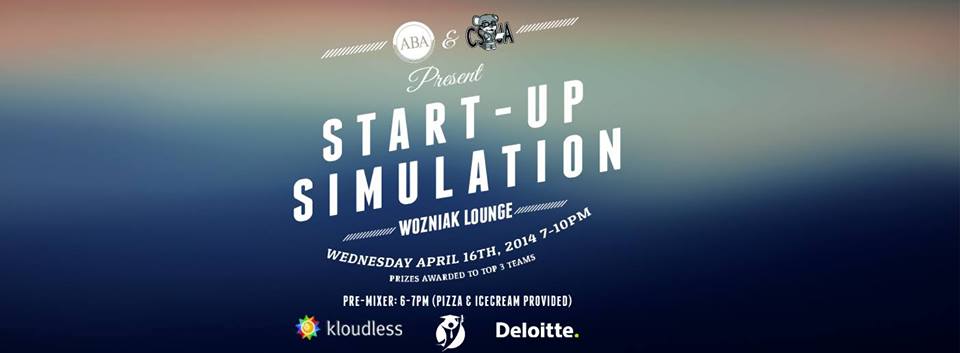 ABA & CSUA
Present
START-UP
SIMULATION
WOZNIAK LOUNGE
WEDNESDAY APRIL 16TH, 2014 7-10PM
PRIZES AWARDED TO TOP 3 TEAMS
PRE-MIXER: 6-7PM (PIZZA & ICECREAM PROVIDED)
kloudless Deloitte.